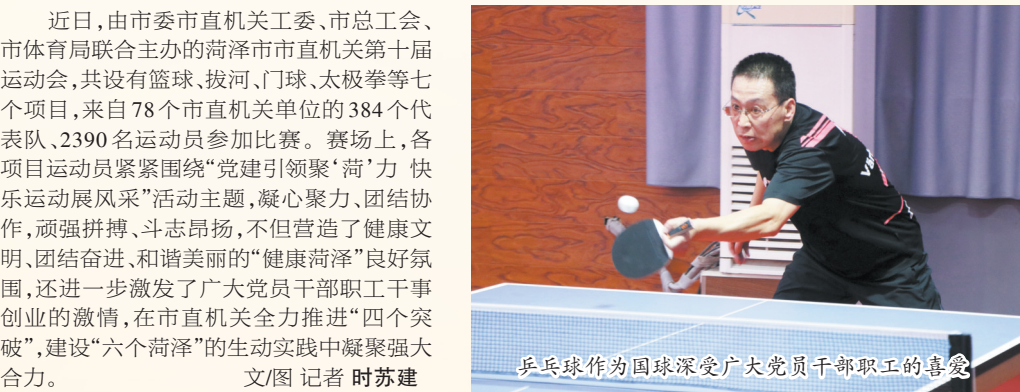 近日,由市委市直机关工委、市总工会、
市体育局联合主办的菏泽市市直机关第十届
运动会,共设有篮球、拔河、门球、太极拳等七
个项目,来自78个市直机关单位的384个代
表队、2390名运动员参加比赛。赛场上,各
项目运动员紧紧围绕“党建引领聚‘菏’力 快
乐运动展风采”活动主题,凝心聚力、团结协
作,顽强拼搏、斗志昂扬,不但营造了健康文
明、团结奋进、和谐美丽的“健康菏泽”良好氛
围,还进一步激发了广大党员干部职工干事
创业的激情,在市直机关全力推进“四个突
破”,建设“六个菏泽”的生动实践中凝聚强大
合力。 文/图 记者 时苏建
乒乓球作为国球深受广大党员干部职工的喜爱